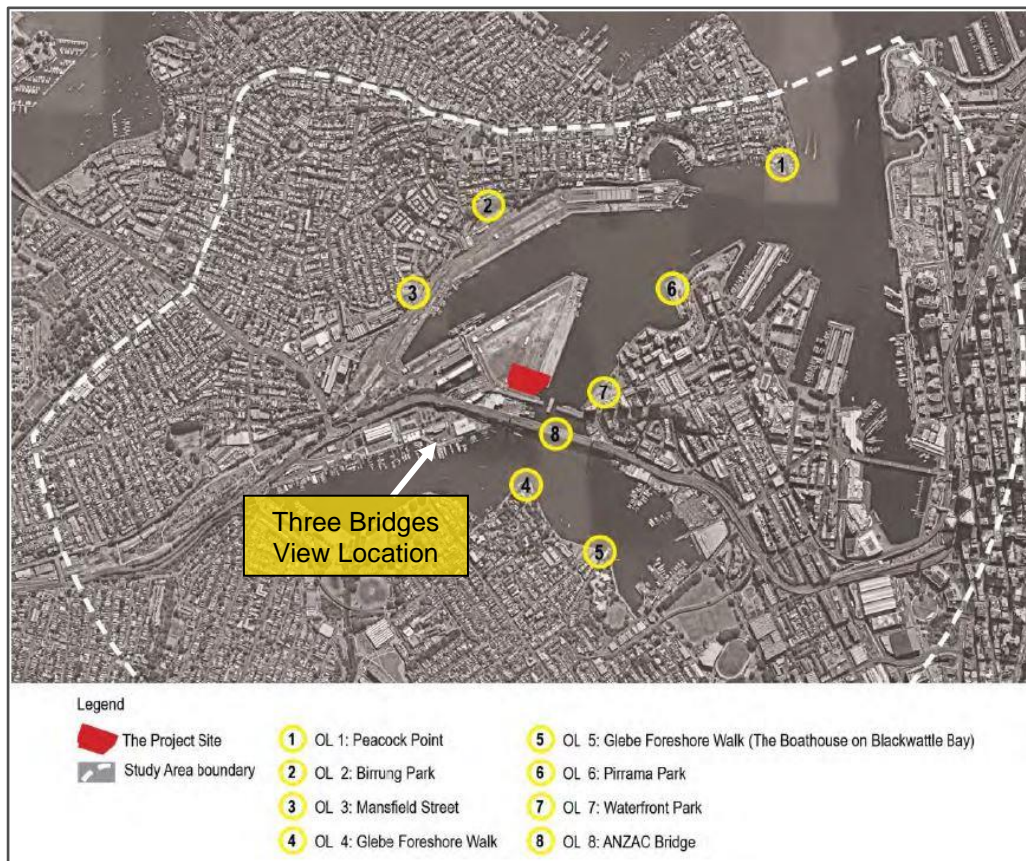 1
2
3
6
7
8
4
5
Three Bridges
View Location
Legend
The Project Site
Study Area boundary
1 OL 1: Peacock Point
2 OL 2: Birrung Park
3 OL 3: Mansfield Street
4 OL 4: Glebe Foreshore Walk
5 OL 5: Glebe Foreshore Walk (The Boathouse on Blackwattle Bay)
6 OL 6: Pirrama Park
7 OL 7: Waterfront Park
8 OL 8: ANZAC Bridge